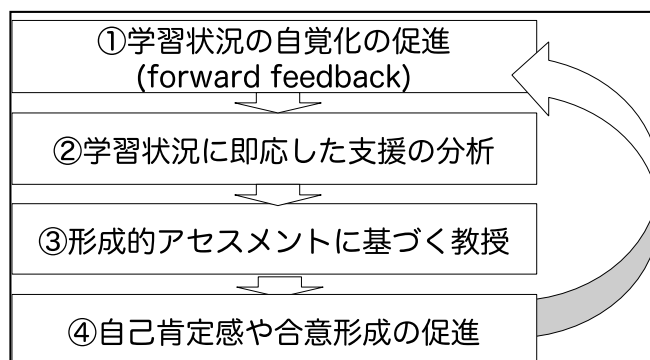 ①学習状況の自覚化の促進
(forward feedback)
②学習状況に即応した支援の分析
③形成的アセスメントに基づく教授
④自己肯定感や合意形成の促進